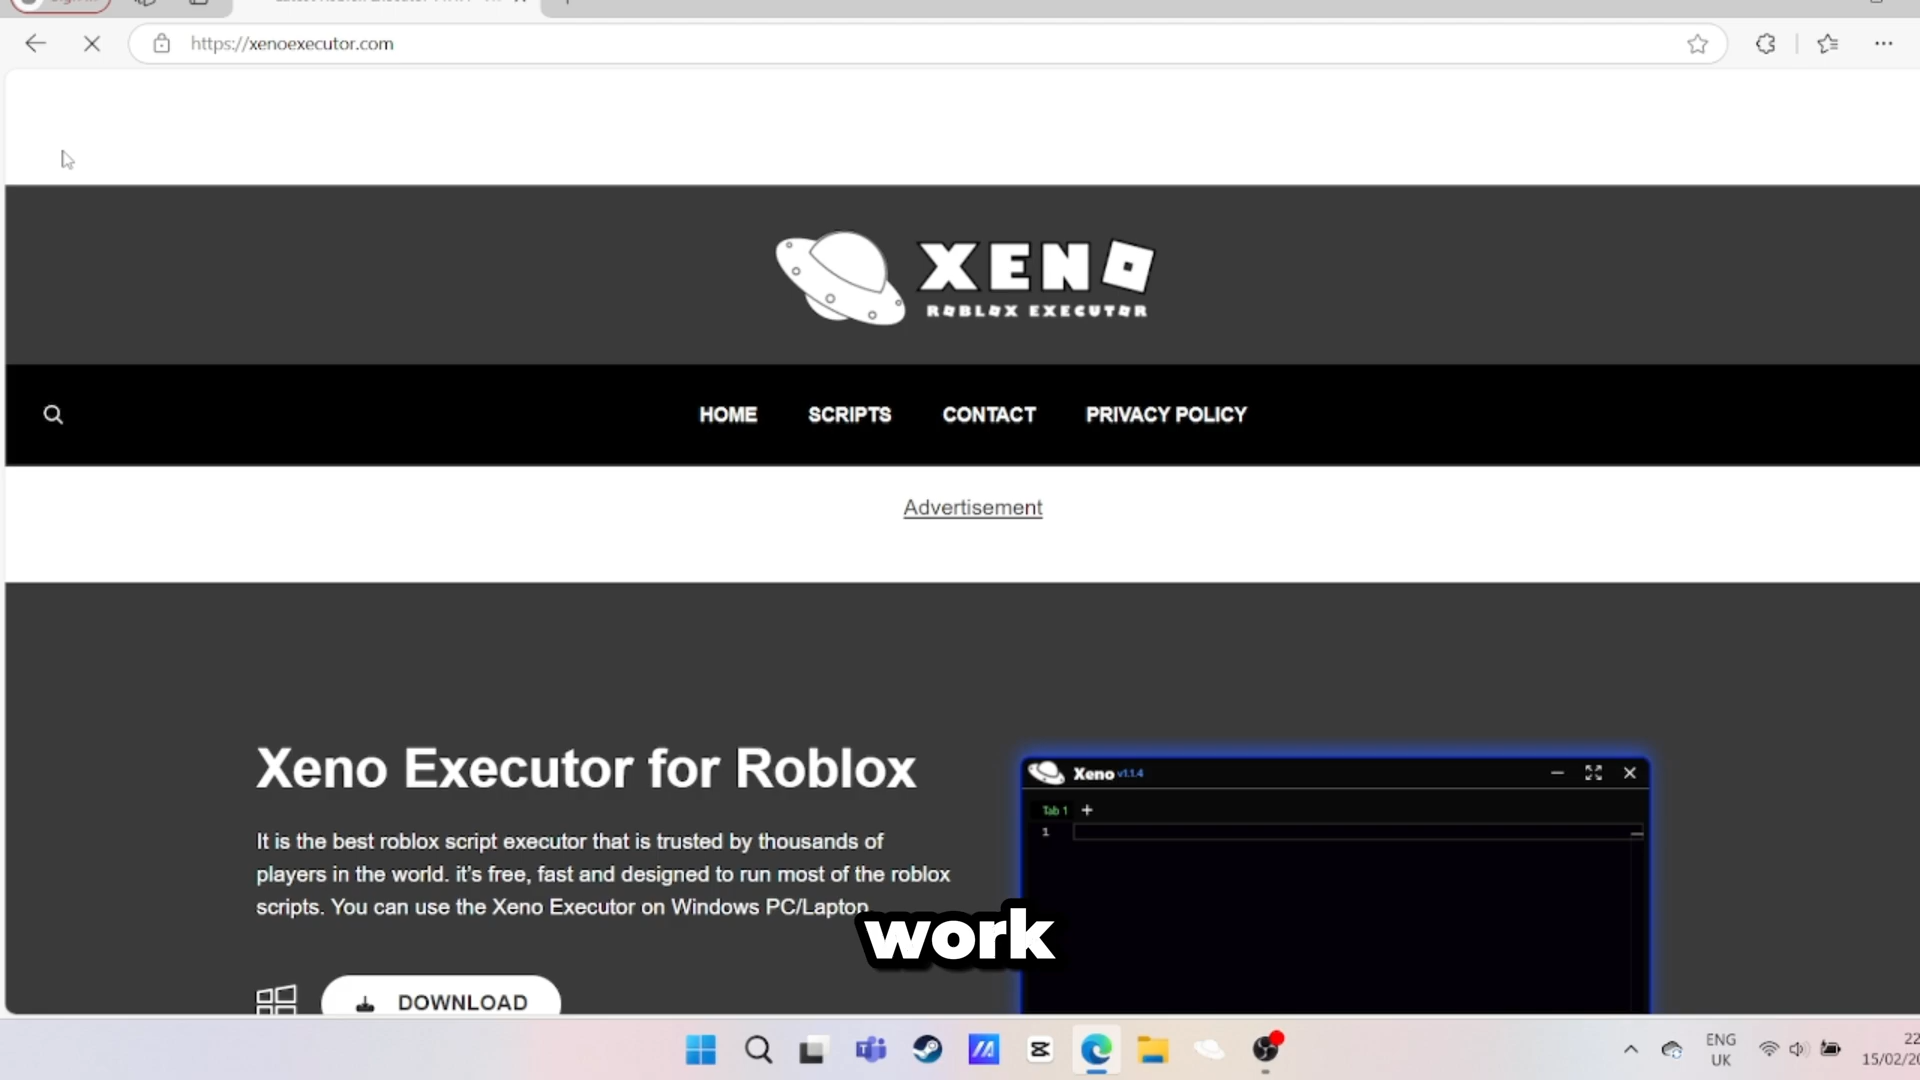 https://xenoexecutor.com
XENO
ROBLOX EXECUTOR
HOME
SCRIPTS
CONTACT
PRIVACY POLICY
Advertisement
Xeno Executor for Roblox
It is the best roblox script executor that is trusted by thousands of
players in the world. it's free, fast and designed to run most of the roblox
scripts. You can use the Xeno Executor on Windows PC/Laptop
DOWNLOAD
Xeno v1.1.4
Tab 1 +
1
work
ENG
UK
22
15/02/20